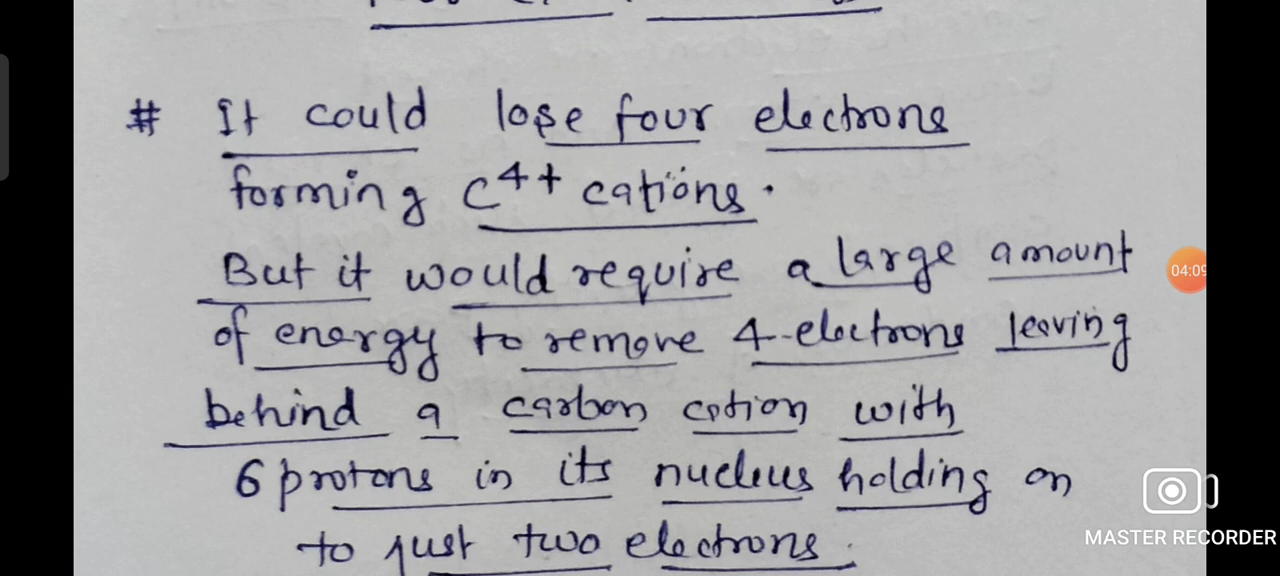 # It could lose four electrons
forming C⁴⁺ cations.
But it would require a large amount
of energy to remove 4-electrons leaving
behind a carbon cation with
6 protons in its nucleus holding on
to just two electrons.
04:09
MASTER RECORDER